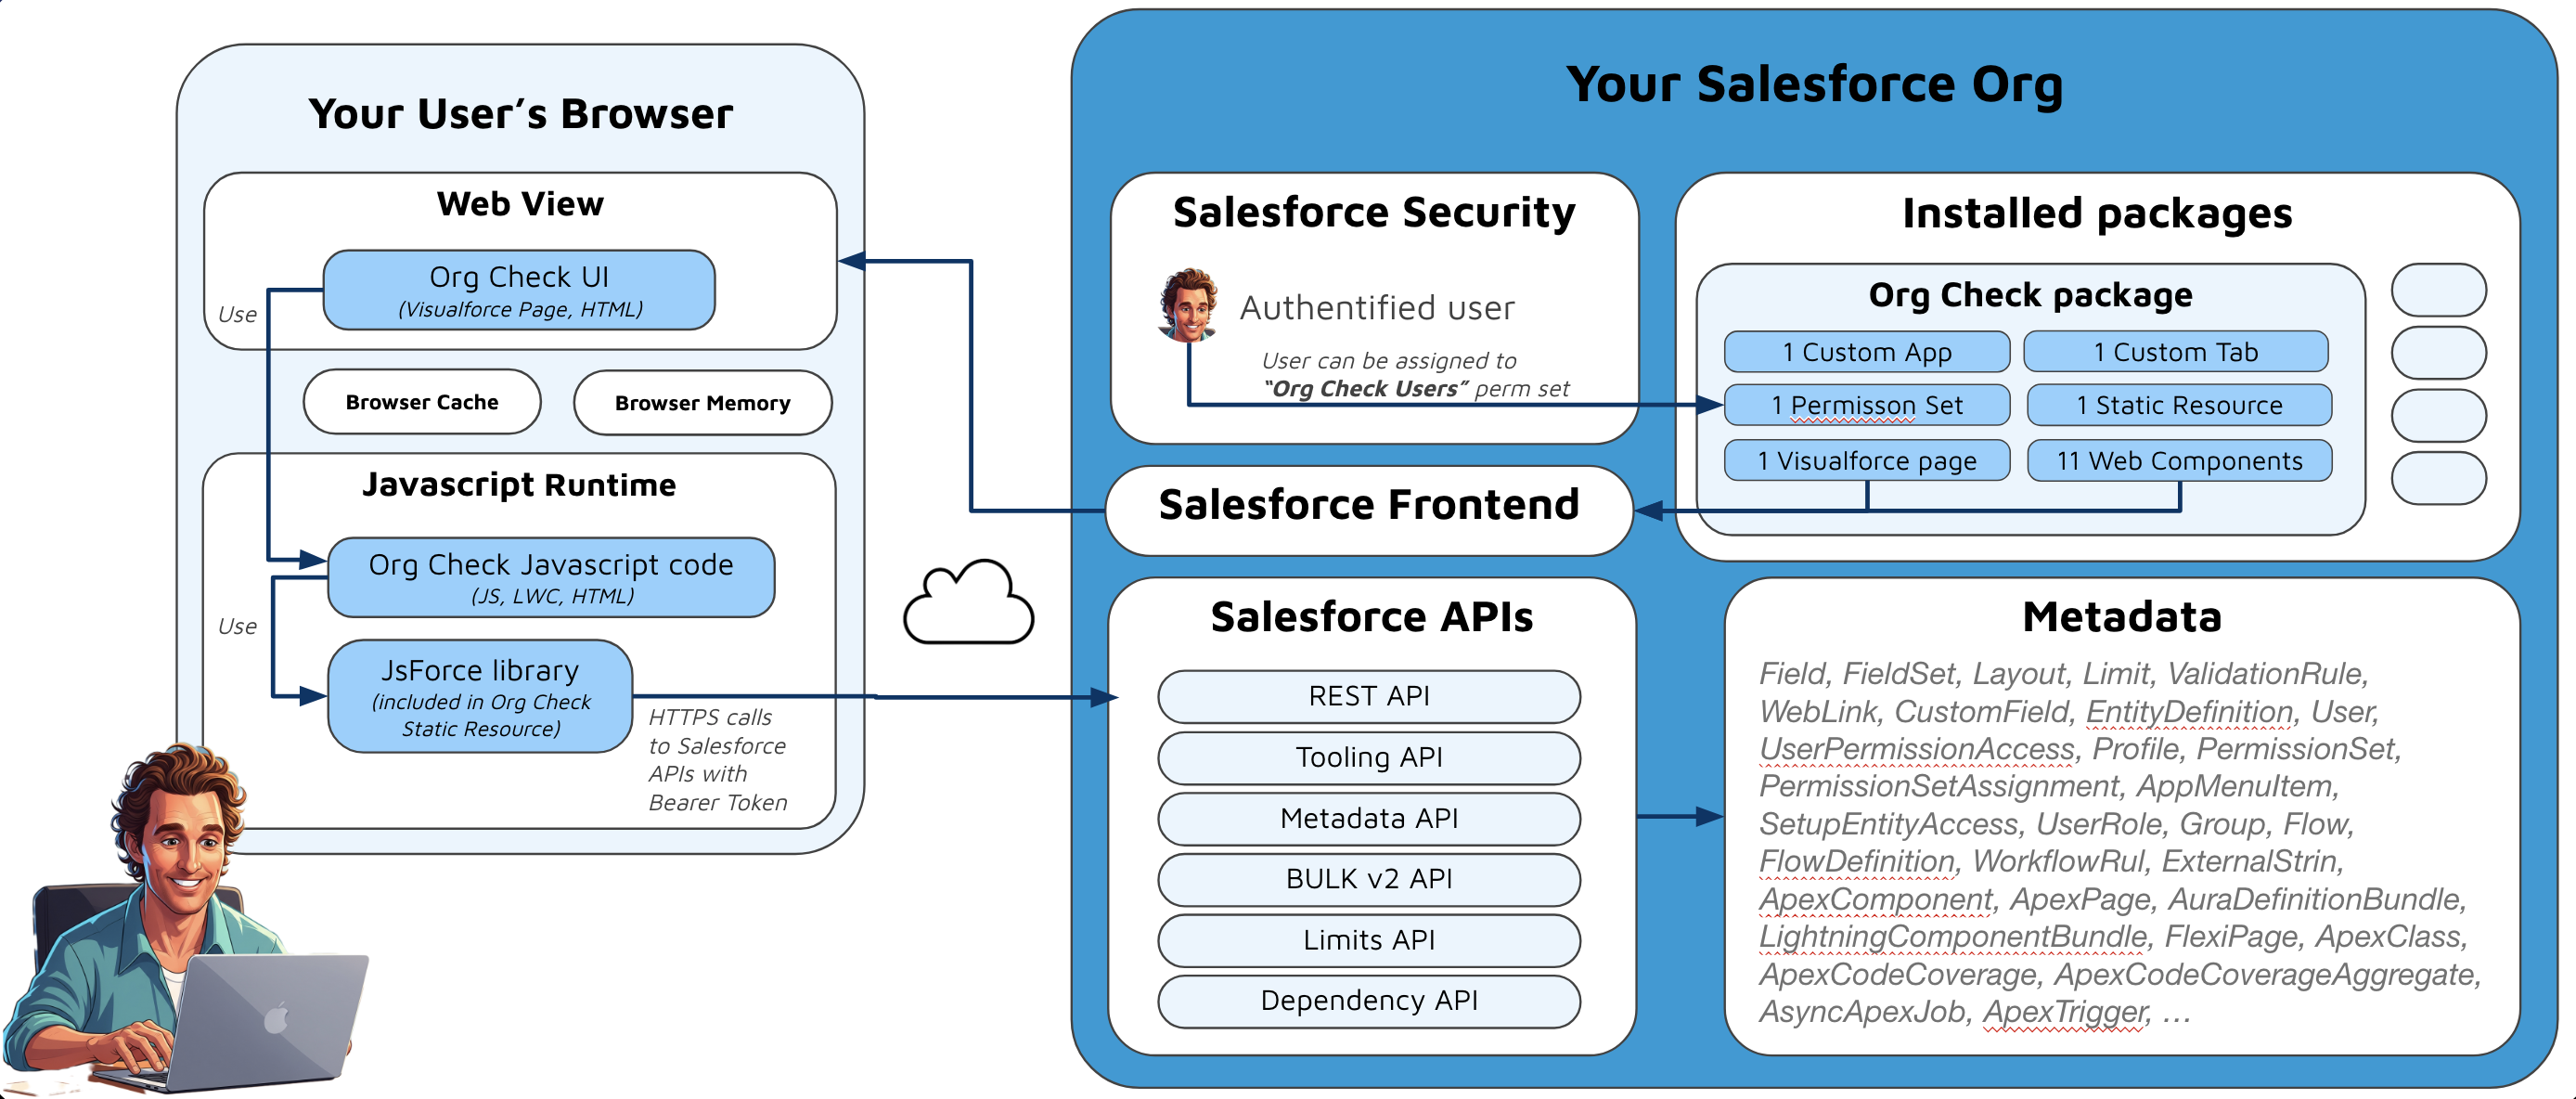 Your User’s Browser
Web View
Org Check UI
(Visualforce Page, HTML)
Use
Browser Cache
Browser Memory
Javascript Runtime
Org Check Javascript code
(JS, LWC, HTML)
Use
JsForce library
(included in Org Check
Static Resource)
HTTPS calls
to Salesforce
APIs with
Bearer Token
Your Salesforce Org
Salesforce Security
Authentified user
User can be assigned to
“Org Check Users” perm set
Installed packages
Org Check package
1 Custom App
1 Custom Tab
1 Permisson Set
1 Static Resource
1 Visualforce page
11 Web Components
Salesforce Frontend
Salesforce APIs
REST API
Tooling API
Metadata API
BULK v2 API
Limits API
Dependency API
Metadata
Field, FieldSet, Layout, Limit, ValidationRule,
WebLink, CustomField, EntityDefinition, User,
UserPermissionAccess, Profile, PermissionSet,
PermissionSetAssignment, AppMenuItem,
SetupEntityAccess, UserRole, Group, Flow,
FlowDefinition, WorkflowRul, ExternalStrin,
ApexComponent, ApexPage, AuraDefinitionBundle,
LightningComponentBundle, FlexiPage, ApexClass,
ApexCodeCoverage, ApexCodeCoverageAggregate,
AsyncApexJob, ApexTrigger, …